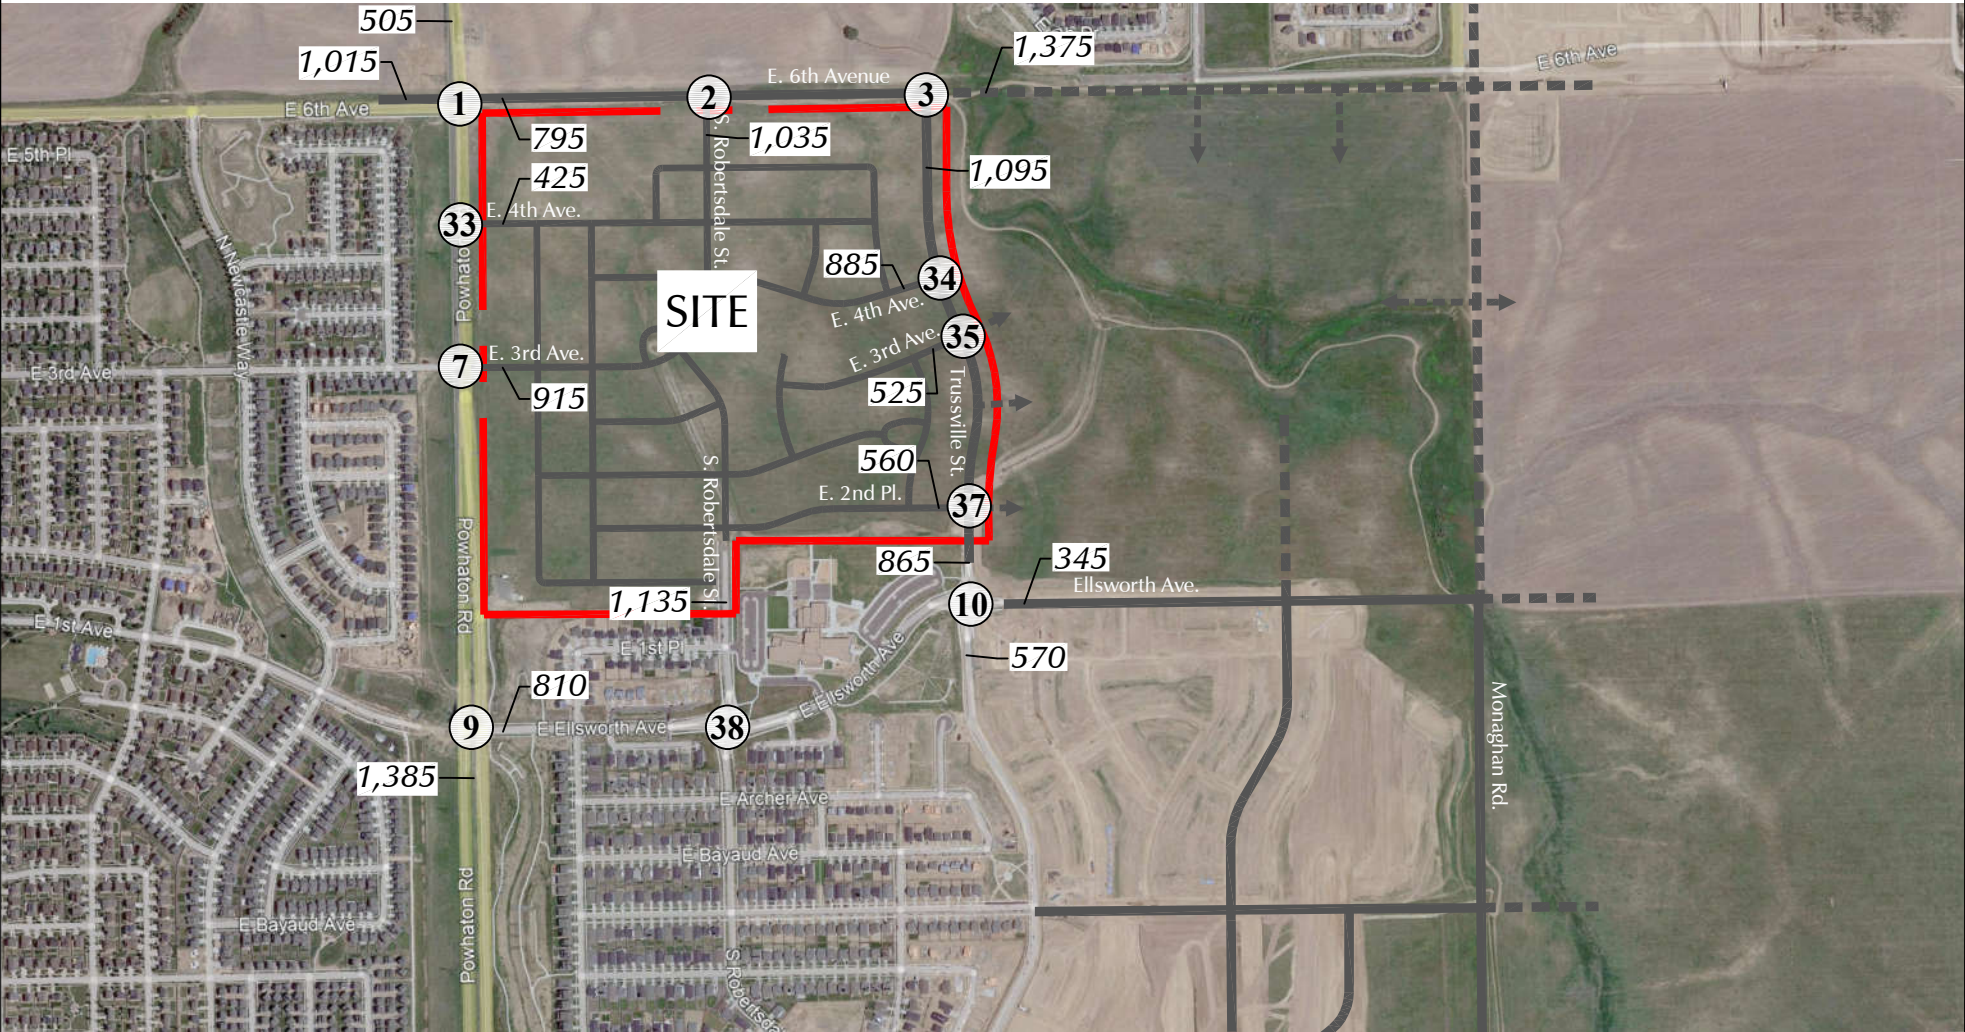 505
1,015
1,375
E. 6th Avenue
E 6th Ave
E 6th Ave
1
2
3
795
1,035
S. Robertsdale St.
E 5th Pl
425
1,095
E. 4th Ave.
33
N Newcastle Way
Powhaton
885
34
SITE
E. 4th Ave.
35
E. 3rd Ave.
E 3rd Ave
7
E. 3rd Ave.
915
525
Trussville St.
560
S. Robertsdale St.
E. 2nd Pl.
37
Powhaton Rd
865
345
Ellsworth Ave.
1,135
10
E 1st Ave
E 1st Pl
570
810
E Ellsworth Ave
9
E Ellsworth Ave
38
Monaghan Rd.
1,385
E Archer Ave
E Bayaud Ave
Powhaton Rd
E Bayaud Ave
S Robertsda